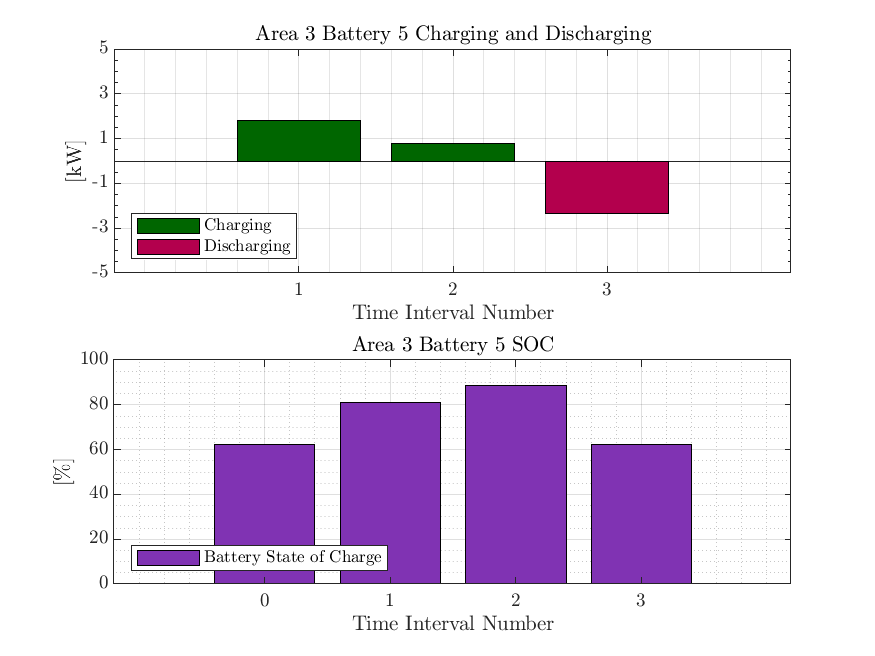 Area 3 Battery 5 Charging and Discharging
5
3
1
-1
-3
-5
[kW]
Charging
Discharging
1 2 3
Time Interval Number
Area 3 Battery 5 SOC
100
80
60
40
20
0
[%]
Battery State of Charge
0 1 2 3
Time Interval Number